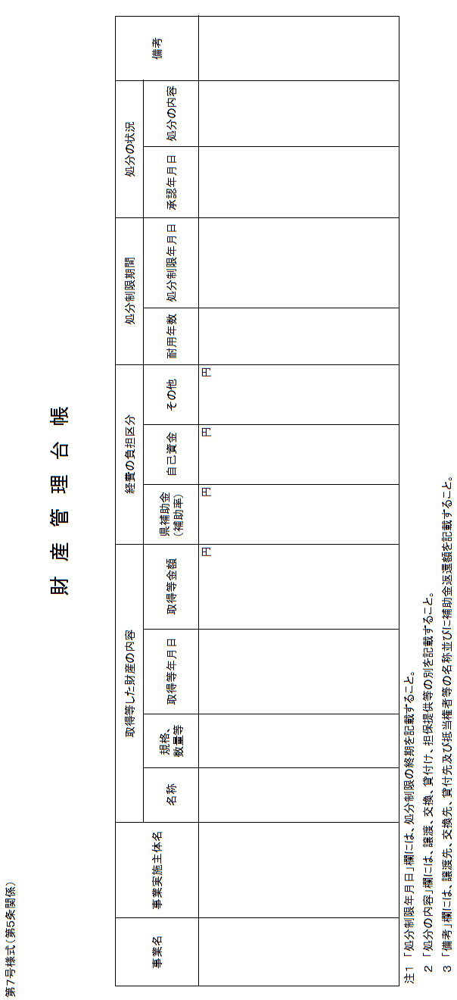 第7号様式(第5条関係)
財産管理台帳
事業名
事業実施主体名
取得等した財産の内容
名称
規格、
数量等
取得等年月日
取得等金額
経費の負担区分
県補助金
(補助率)
自己資金
その他
処分制限期間
耐用年数
処分制限年月日
処分の状況
承認年月日
処分の内容
備考
円
円
円
円
注1 「処分制限年月日」欄には、処分制限の終期を記載すること。
2 「処分の内容」欄には、譲渡、交換、貸付け、担保提供等の別を記載すること。
3 「備考」欄には、譲渡先、交換先、貸付先及び抵当権者等の名称並びに補助金返還額を記載すること。